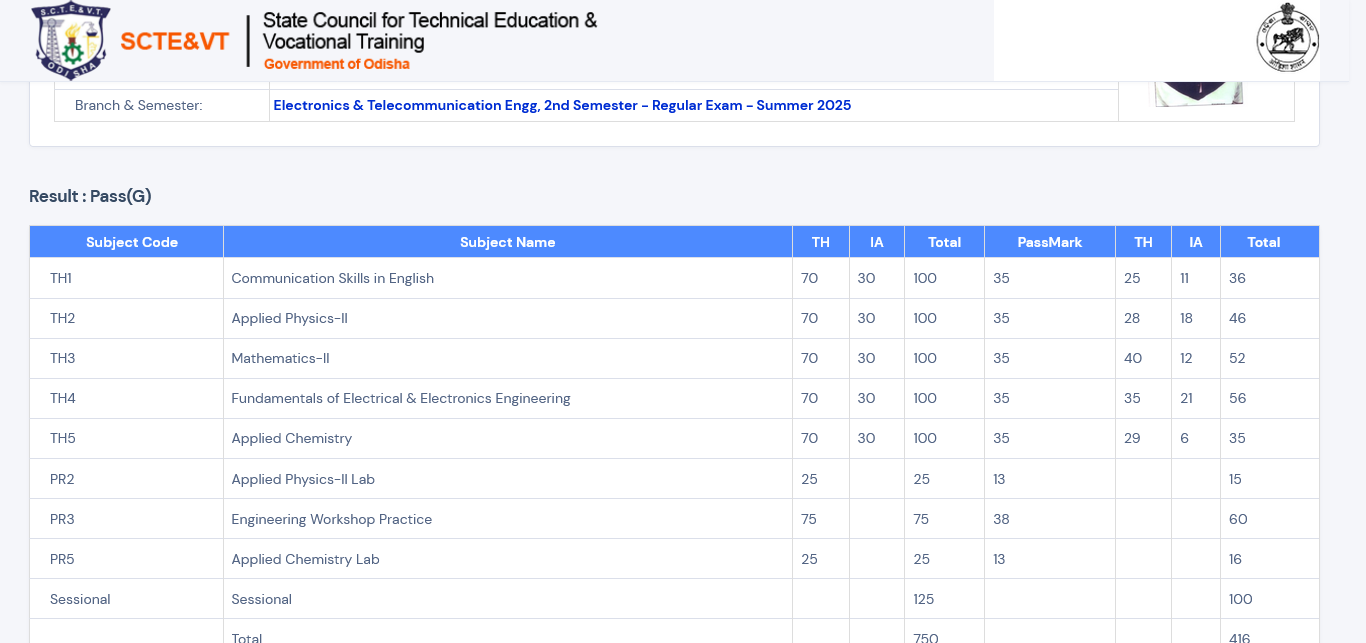 S.C.T.E.& V.T.
ODISHA
SCTE&VT
State Council for Technical Education &
Vocational Training
Government of Odisha
Branch & Semester: Electronics & Telecommunication Engg, 2nd Semester - Regular Exam - Summer 2025
Result : Pass(G)
Subject Code Subject Name TH IA Total PassMark TH IA Total
TH1 Communication Skills in English 70 30 100 35 25 11 36
TH2 Applied Physics-II 70 30 100 35 28 18 46
TH3 Mathematics-II 70 30 100 35 40 12 52
TH4 Fundamentals of Electrical & Electronics Engineering 70 30 100 35 35 21 56
TH5 Applied Chemistry 70 30 100 35 29 6 35
PR2 Applied Physics-II Lab 25 25 13 15
PR3 Engineering Workshop Practice 75 75 38 60
PR5 Applied Chemistry Lab 25 25 13 16
Sessional Sessional 125 100
Total 750 416